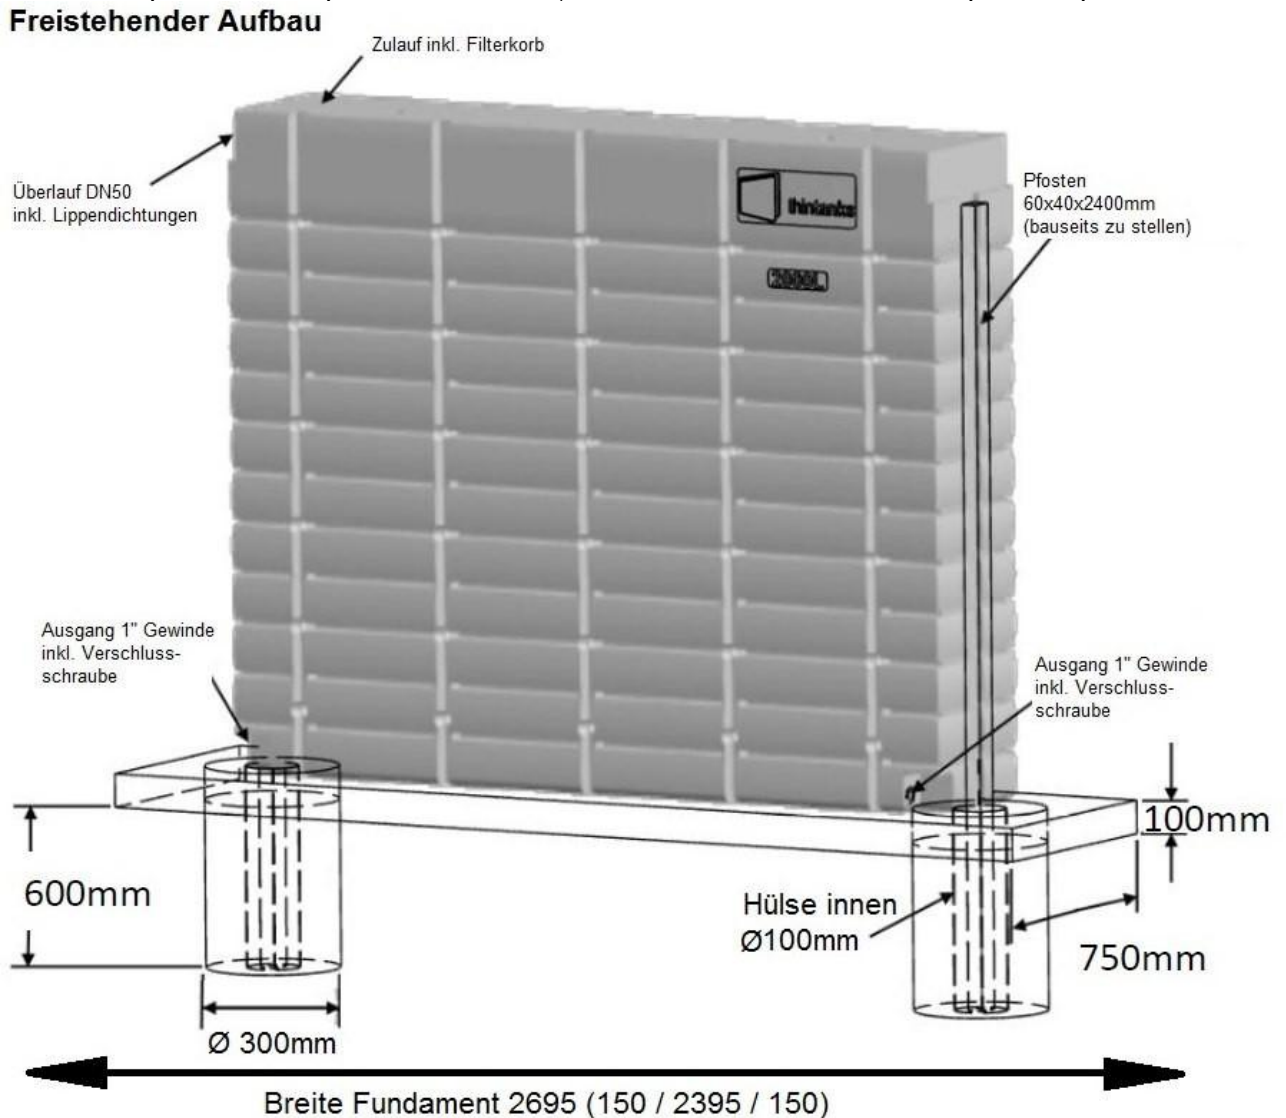 Freistehender Aufbau
Zulauf inkl. Filterkorb
Überlauf DN50
inkl. Lippendichtungen
Pfosten
60x40x2400mm
(bauseits zu stellen)
thintanks
2000L
Ausgang 1" Gewinde
inkl. Verschluss-
schraube
Ausgang 1" Gewinde
inkl. Verschluss-
schraube
100mm
600mm
Hülse innen
Ø100mm
750mm
Ø 300mm
Breite Fundament 2695 (150 / 2395 / 150)